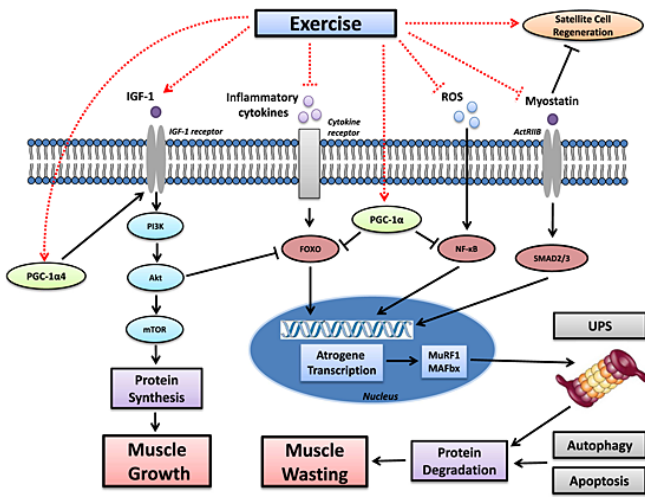 Exercise
Satellite Cell
Regeneration
IGF-1
Inflammatory
cytokines
ROS
Myostatin
IGF-1 receptor
Cytokine
receptor
ActRIIB
PI3K
PGC-1α
FOXO
NF-κB
PGC-1α4
Akt
SMAD2/3
mTOR
UPS
Atrogene
Transcription
MuRF1
MAFbx
Nucleus
Protein
Synthesis
Muscle
Growth
Muscle
Wasting
Protein
Degradation
Autophagy
Apoptosis